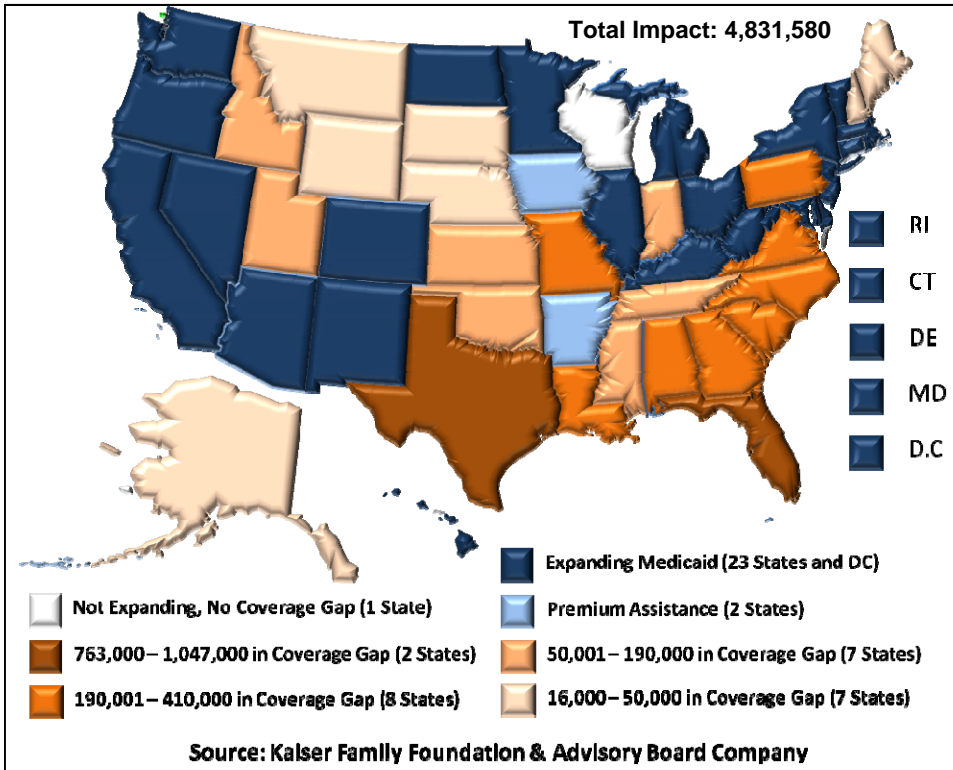 Total Impact: 4,831,580
RI
CT
DE
MD
D.C
Expanding Medicaid (23 States and DC)
Not Expanding, No Coverage Gap (1 State)
Premium Assistance (2 States)
763,000 – 1,047,000 in Coverage Gap (2 States)
50,001 – 190,000 in Coverage Gap (7 States)
190,001 – 410,000 in Coverage Gap (8 States)
16,000 – 50,000 in Coverage Gap (7 States)
Source: Kaiser Family Foundation & Advisory Board Company